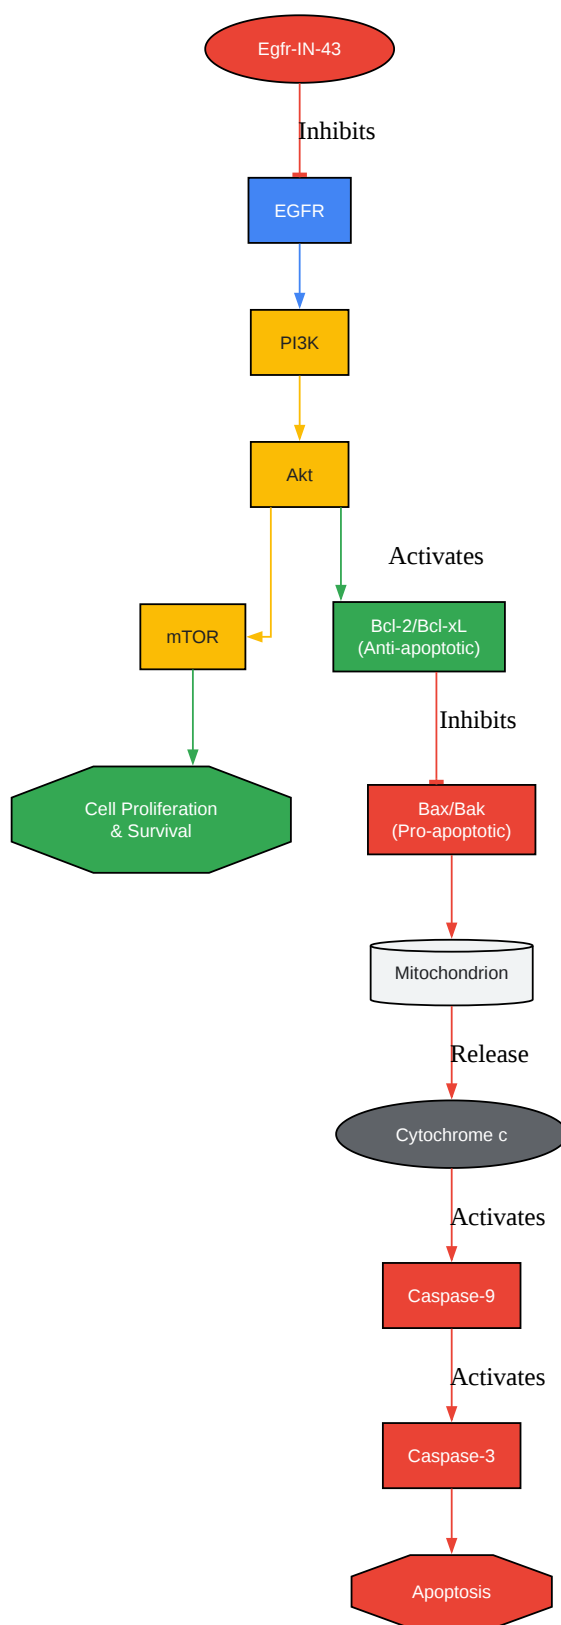 Egfr-IN-43
Inhibits
EGFR
PI3K
Akt
Activates
mTOR
Bcl-2/Bcl-xL
(Anti-apoptotic)
Inhibits
Cell Proliferation
& Survival
Bax/Bak
(Pro-apoptotic)
Mitochondrion
Release
Cytochrome c
Activates
Caspase-9
Activates
Caspase-3
Apoptosis